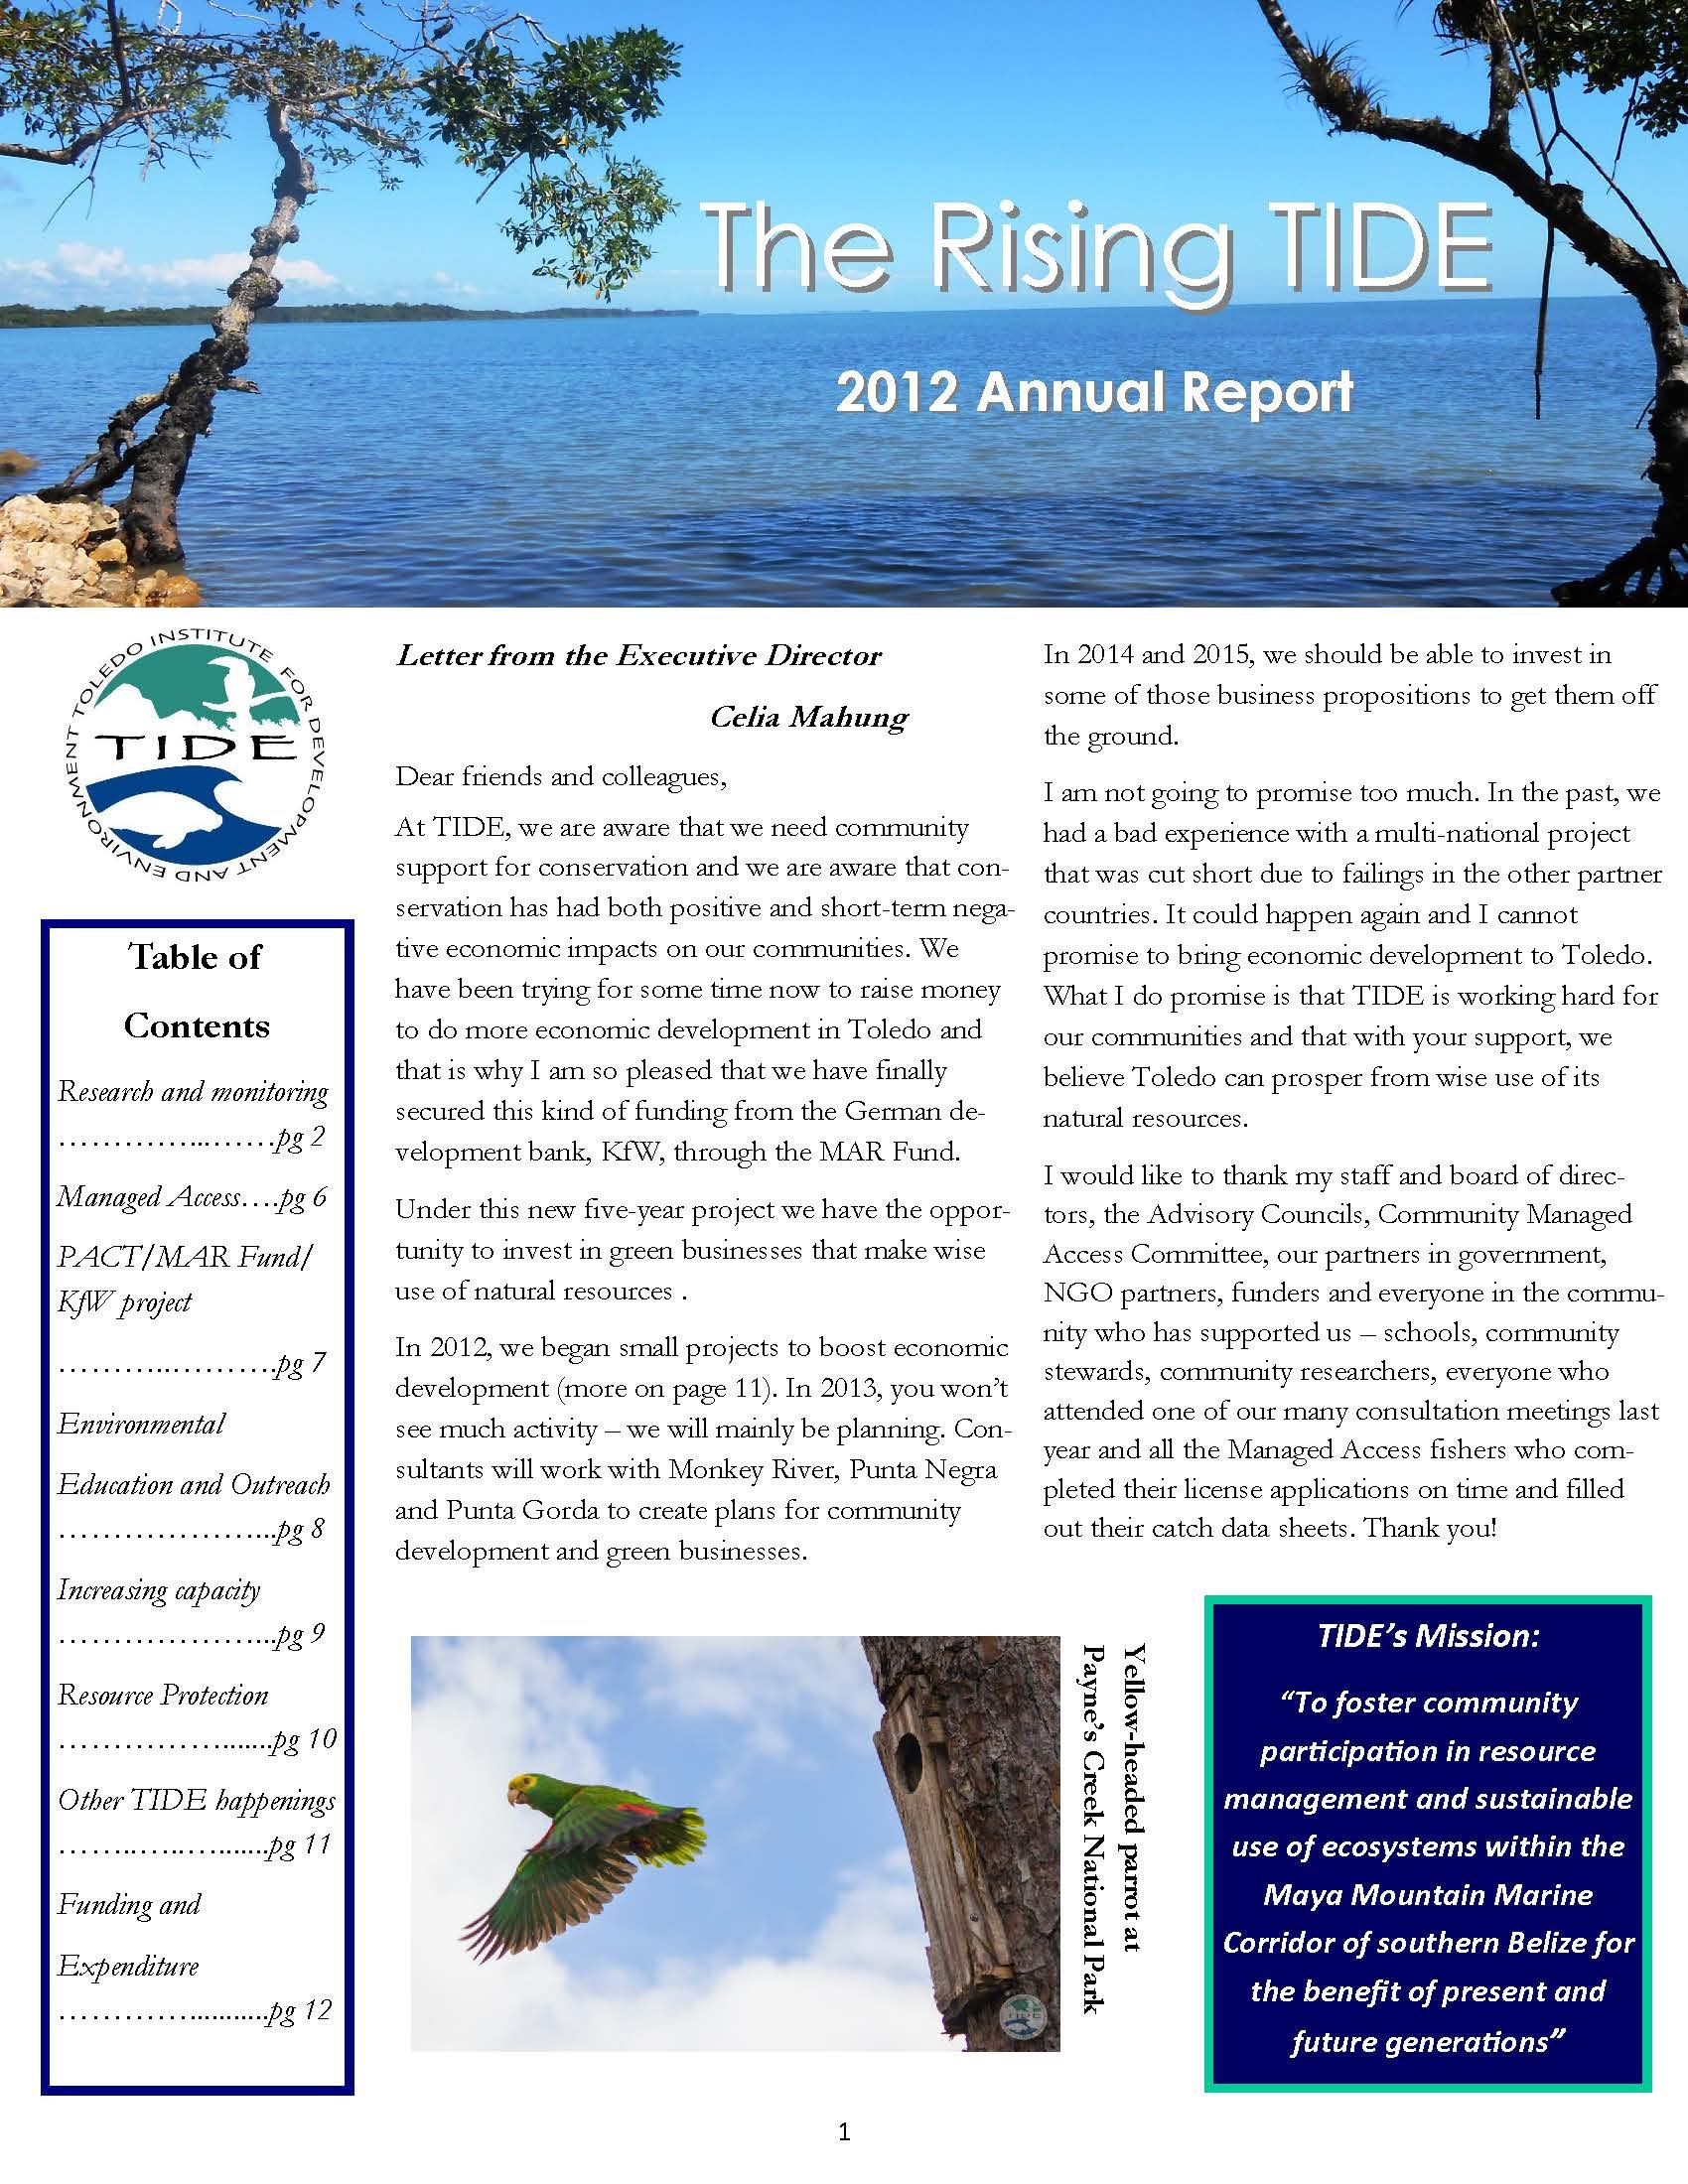 The Rising TIDE
2012 Annual Report
TOLEDO INSTITUTE FOR DEVELOPMENT AND ENVIRONMENT
TIDE
Table of
Contents
Research and monitoring
…………..……pg 2
Managed Access….pg 6
PACT/MAR Fund/
KfW project
………..……….pg 7
Environmental
Education and Outreach
………………...pg 8
Increasing capacity
………………....pg 9
Resource Protection
……………........pg 10
Other TIDE happenings
……..…..…......pg 11
Funding and
Expenditure
…………..........pg 12
Letter from the Executive Director
Celia Mahung
Dear friends and colleagues,
At TIDE, we are aware that we need community
support for conservation and we are aware that con-
servation has had both positive and short-term nega-
tive economic impacts on our communities. We
have been trying for some time now to raise money
to do more economic development in Toledo and
that is why I am so pleased that we have finally
secured this kind of funding from the German de-
velopment bank, KfW, through the MAR Fund.
Under this new five-year project we have the oppor-
tunity to invest in green businesses that make wise
use of natural resources .
In 2012, we began small projects to boost economic
development (more on page 11). In 2013, you won't
see much activity – we will mainly be planning. Con-
sultants will work with Monkey River, Punta Negra
and Punta Gorda to create plans for community
development and green businesses.
In 2014 and 2015, we should be able to invest in
some of those business propositions to get them off
the ground.
I am not going to promise too much. In the past, we
had a bad experience with a multi-national project
that was cut short due to failings in the other partner
countries. It could happen again and I cannot
promise to bring economic development to Toledo.
What I do promise is that TIDE is working hard for
our communities and that with your support, we
believe Toledo can prosper from wise use of its
natural resources.
I would like to thank my staff and board of direc-
tors, the Advisory Councils, Community Managed
Access Committee, our partners in government,
NGO partners, funders and everyone in the commu-
nity who has supported us – schools, community
stewards, community researchers, everyone who
attended one of our many consultation meetings last
year and all the Managed Access fishers who com-
pleted their license applications on time and filled
out their catch data sheets. Thank you!
Yellow-headed parrot at
Payne's Creek National Park
TIDE
TIDE's Mission:
"To foster community
participation in resource
management and sustainable
use of ecosystems within the
Maya Mountain Marine
Corridor of southern Belize for
the benefit of present and
future generations"
1